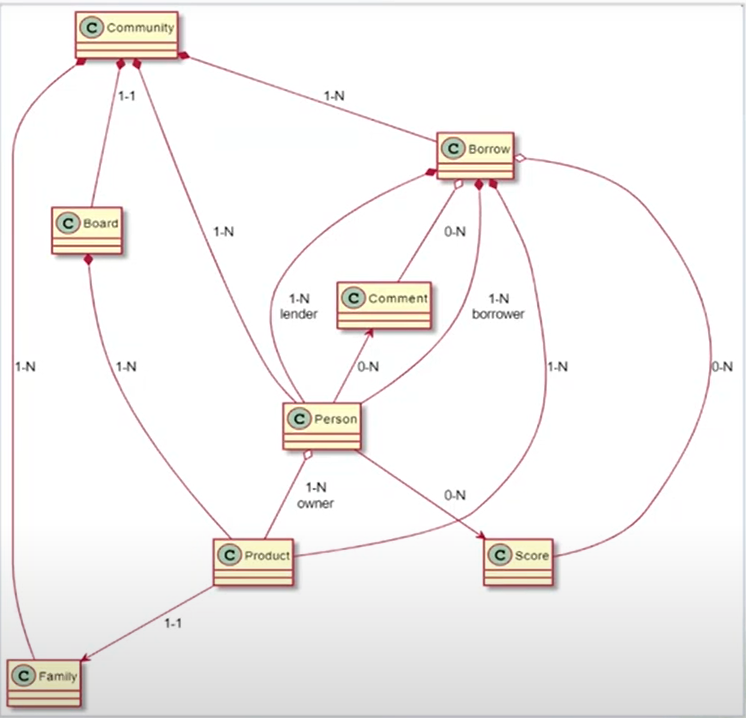 C Community
1-1
1-N
C Borrow
C Board
1-N
0-N
C Comment
1-N
lender
1-N
borrower
1-N
1-N
0-N
1-N
0-N
C Person
1-N
owner
0-N
C Product
C Score
1-1
C Family